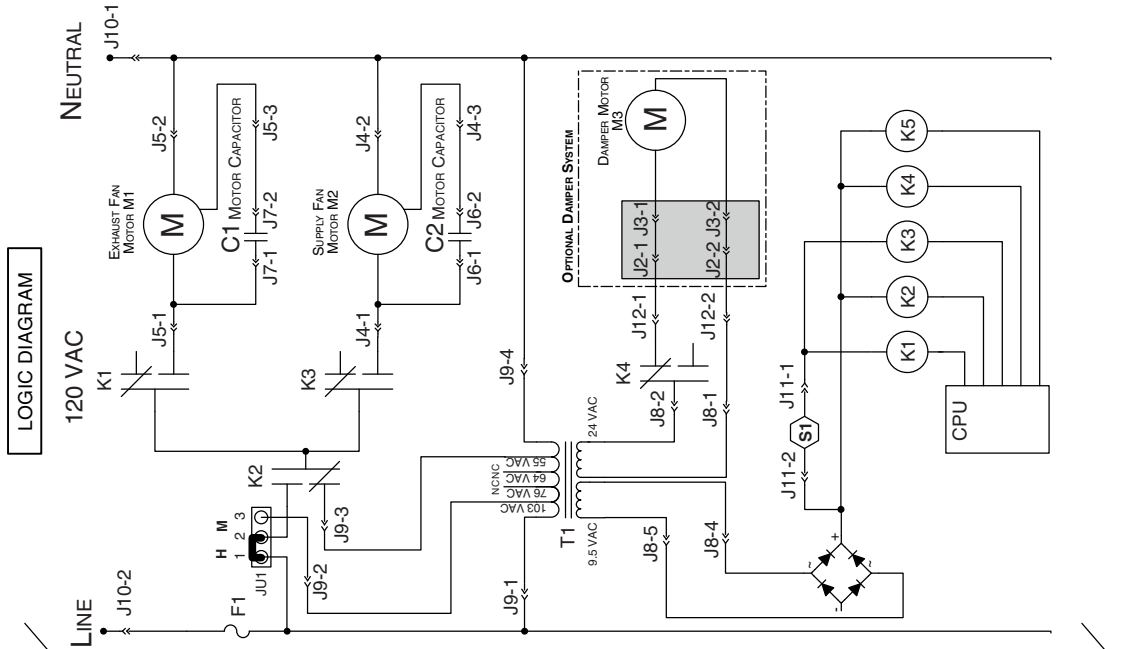 LOGIC DIAGRAM
120 VAC
NEUTRAL
J10-1
EXHAUST FAN
MOTOR M1
M
J5-1
J5-2
C1
MOTOR CAPACITOR
J7-1
J7-2
J5-3
K1
SUPPLY FAN
MOTOR M2
M
J4-1
J4-2
C2
MOTOR CAPACITOR
J6-1
J6-2
J4-3
K3
K2
J9-3
H M
1 2 3
JU1
J9-2
J9-1
J9-4
LINE
J10-2
F1
T1
NC NC
103 VAC
76 VAC
64 VAC
55 VAC
24 VAC
9.5 VAC
J8-2
J8-1
J8-5
J8-4
K4
J12-1
J12-2
OPTIONAL DAMPER SYSTEM
DAMPER MOTOR
M3
M
J2-1 J3-1
J2-2 J3-2
J11-2
S1
J11-1
~
+
-
~
K1
K2
K3
K4
K5
CPU